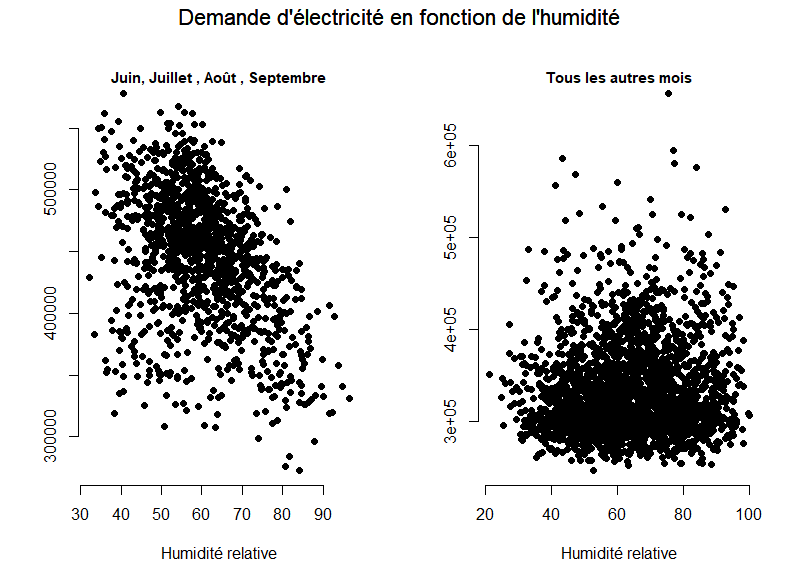 Demande d'électricité en fonction de l'humidité
Juin, Juillet , Août , Septembre
500000
400000
300000
30 40 50 60 70 80 90
Humidité relative
Tous les autres mois
6e+05
5e+05
4e+05
3e+05
20 40 60 80 100
Humidité relative